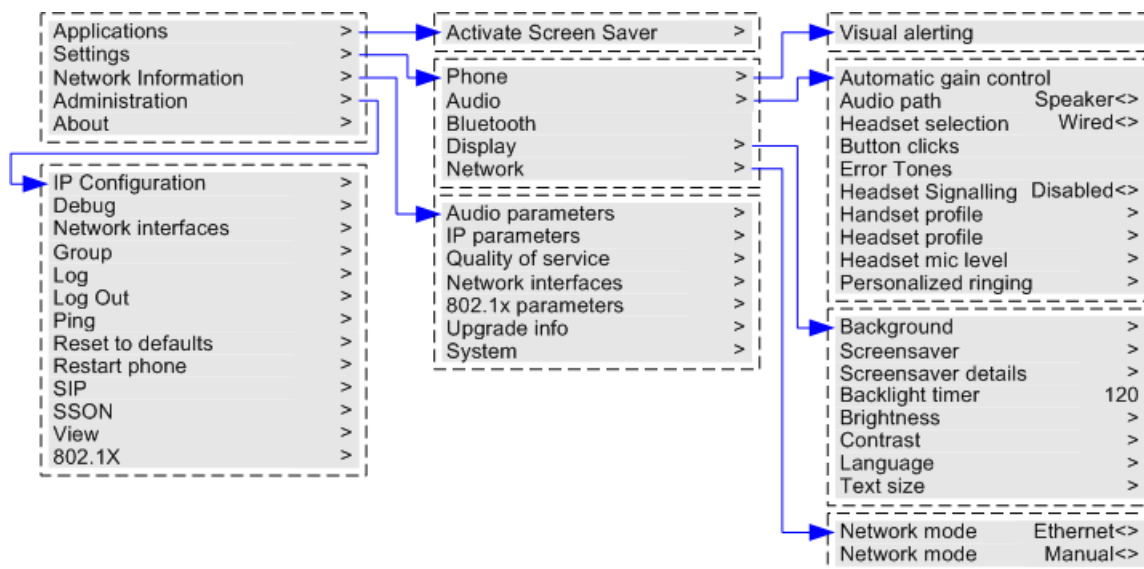 Applications >
Settings >
Network Information >
Administration >
About >
IP Configuration >
Debug >
Network interfaces >
Group >
Log >
Log Out >
Ping >
Reset to defaults >
Restart phone >
SIP >
SSON >
View >
802.1X >
Activate Screen Saver >
Phone >
Audio >
Bluetooth
Display >
Network >
Audio parameters >
IP parameters >
Quality of service >
Network interfaces >
802.1x parameters >
Upgrade info >
System >
Visual alerting
Automatic gain control
Audio path Speaker<>
Headset selection Wired<>
Button clicks
Error Tones
Headset Signalling Disabled<>
Handset profile >
Headset profile >
Headset mic level >
Personalized ringing >
Background >
Screensaver >
Screensaver details >
Backlight timer 120
Brightness >
Contrast >
Language >
Text size >
Network mode Ethernet<>
Network mode Manual<>